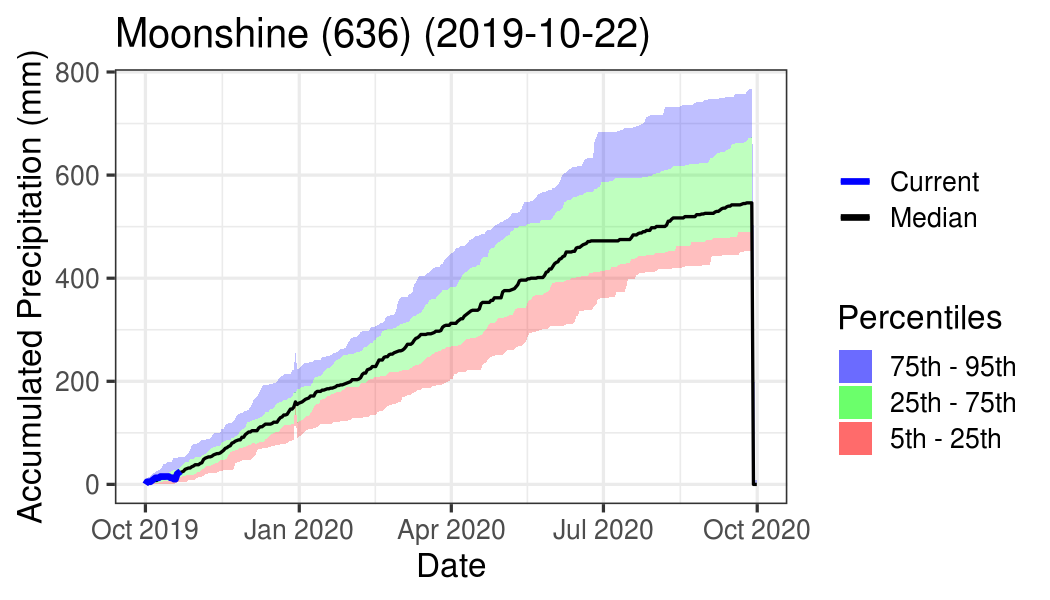 Moonshine (636) (2019-10-22)
Accumulated Precipitation (mm)
800
600
400
200
0
Oct 2019 Jan 2020 Apr 2020 Jul 2020 Oct 2020
Date
Current
Median
Percentiles
75th - 95th
25th - 75th
5th - 25th